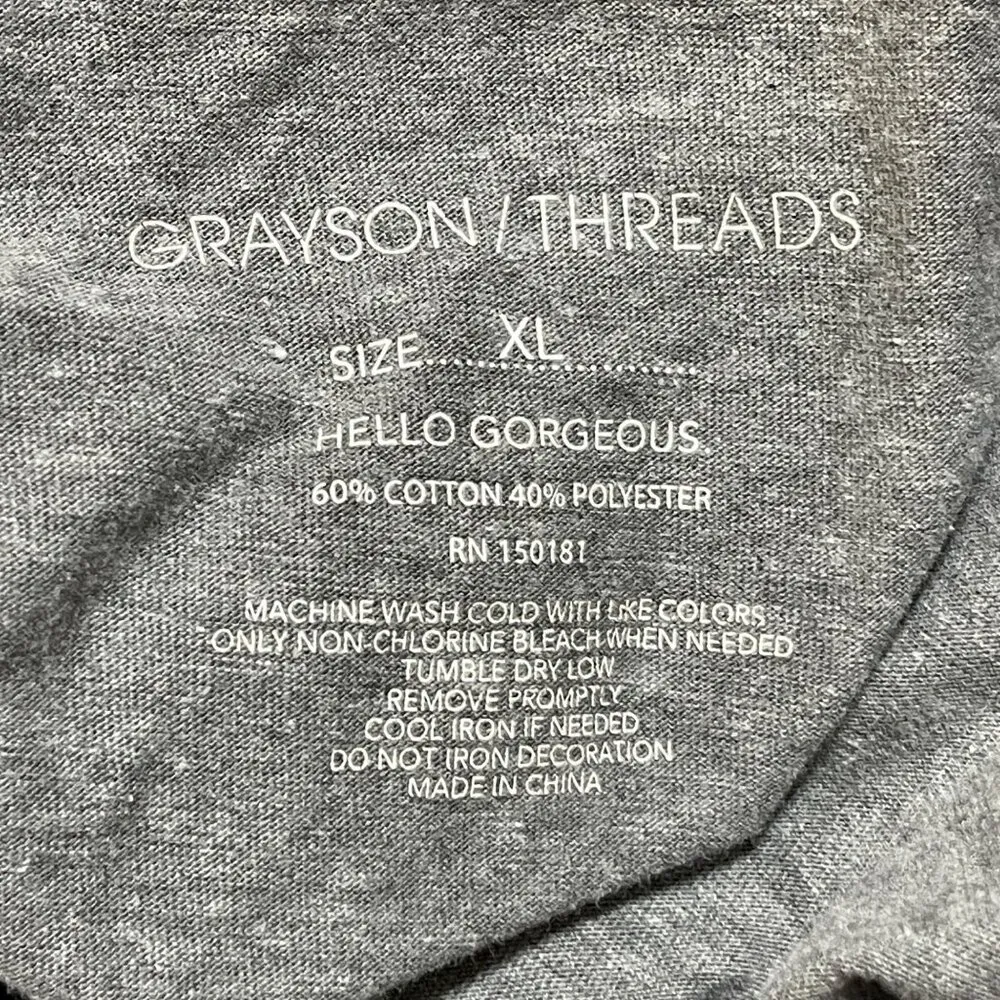 GRAYSON / THREADS
SIZE.....XL..............
HELLO GORGEOUS.
60% COTTON 40% POLYESTER
RN 150181
MACHINE WASH COLD WITH LIKE COLORS
ONLY NON-CHLORINE BLEACH WHEN NEEDED
TUMBLE DRY LOW
REMOVE PROMPTLY
COOL IRON IF NEEDED
DO NOT IRON DECORATION
MADE IN CHINA